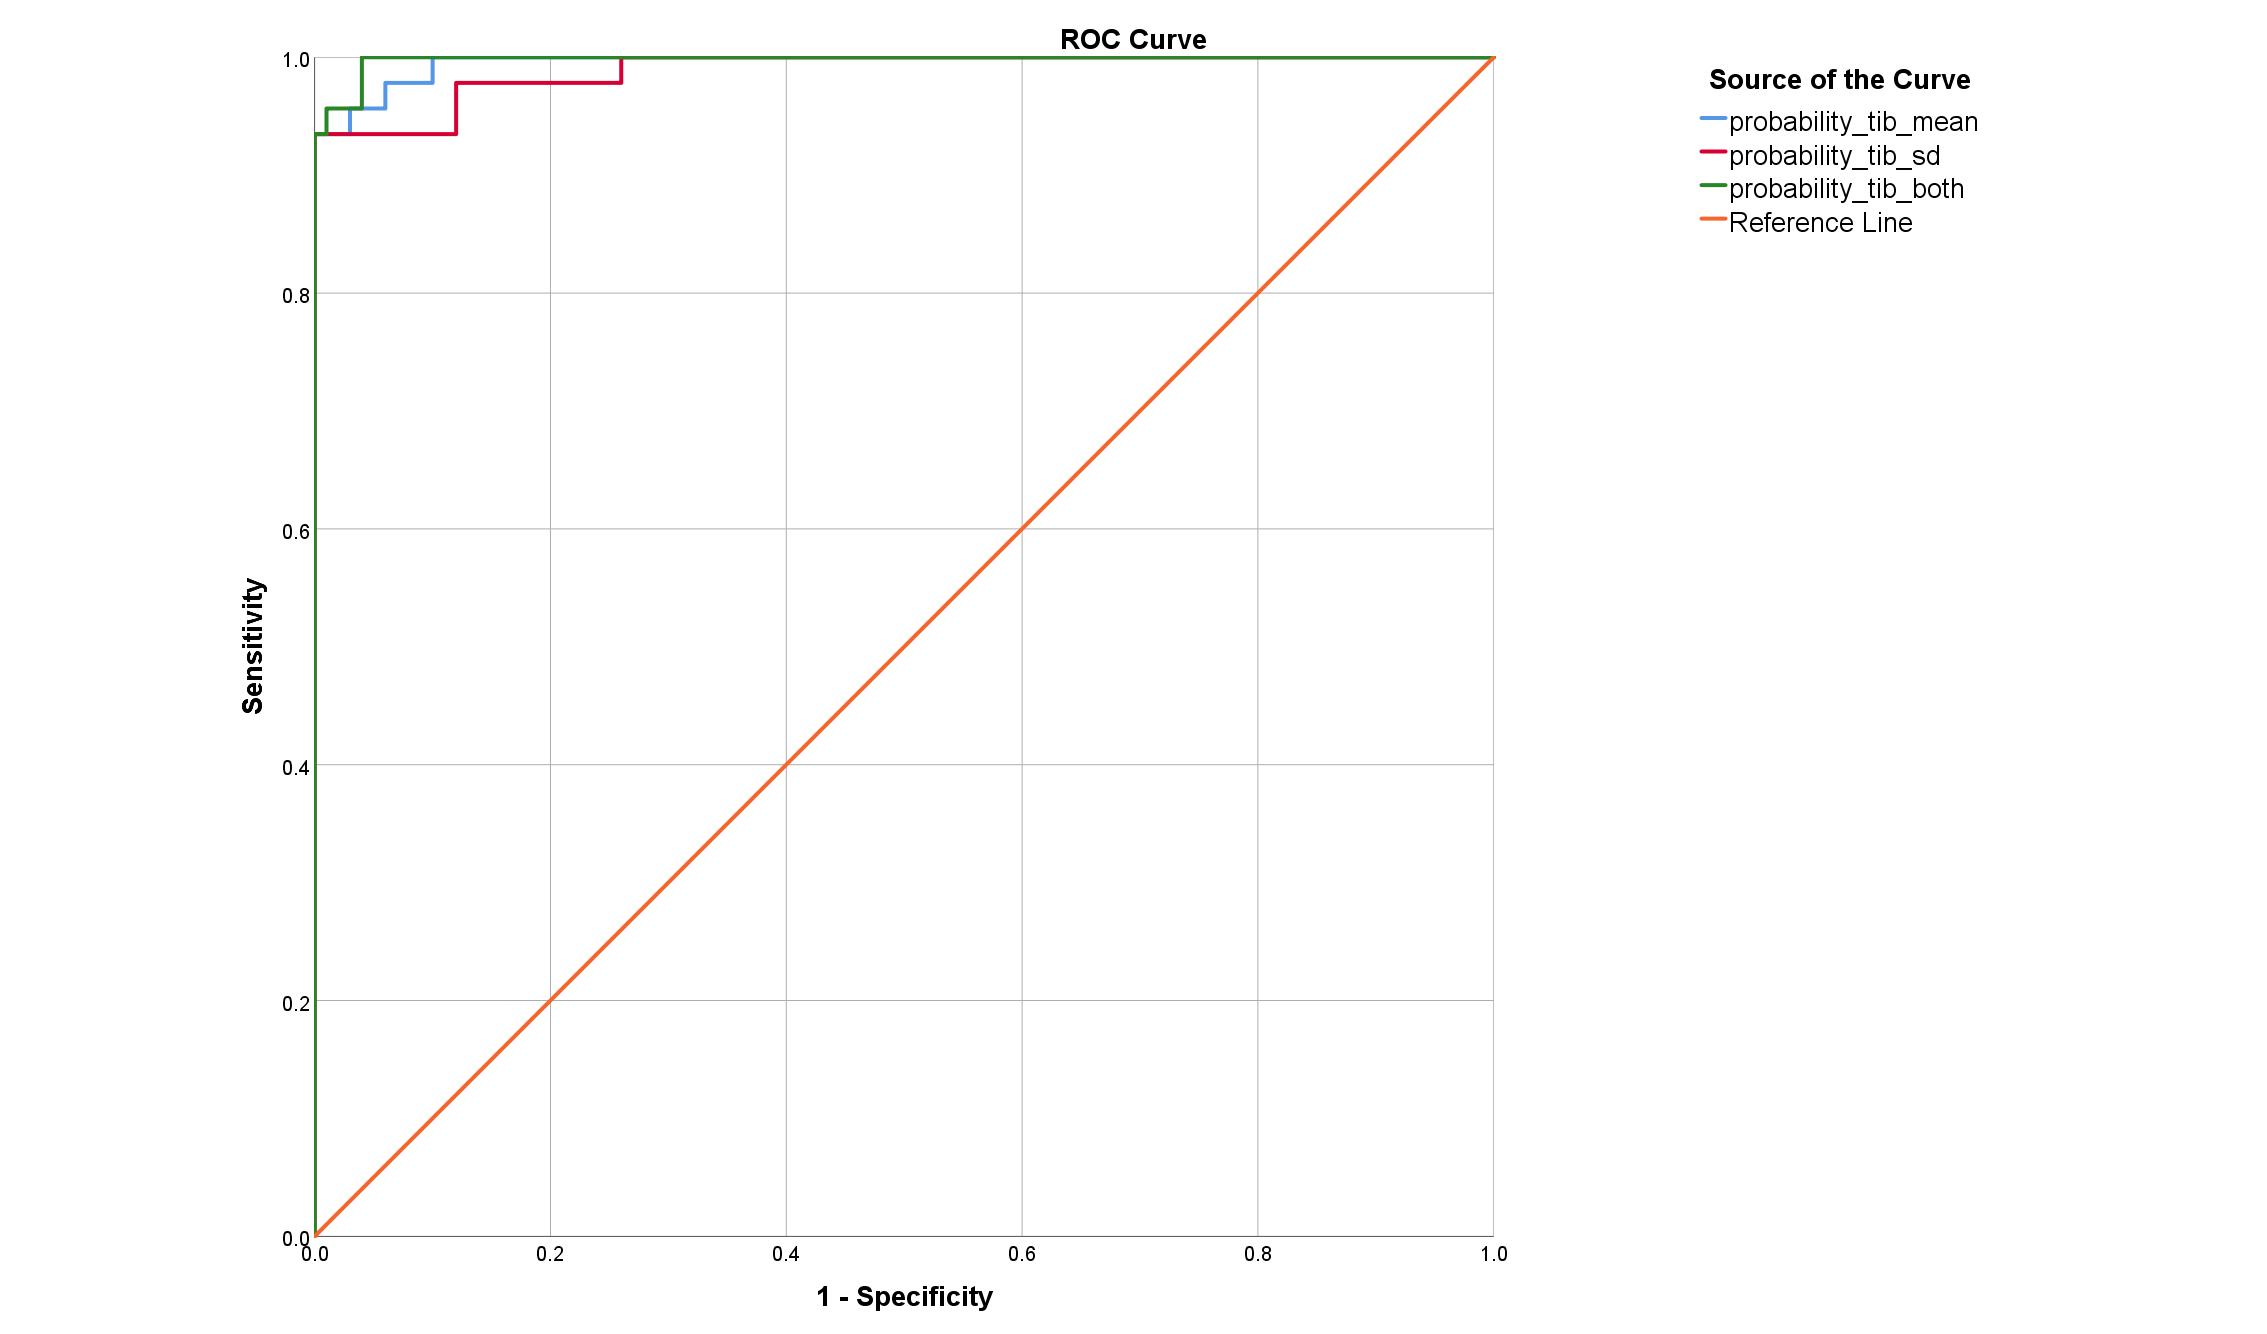 ROC Curve
Source of the Curve
probability_tib_mean
probability_tib_sd
probability_tib_both
Reference Line
Sensitivity
1.0
0.8
0.6
0.4
0.2
0.0
0.0 0.2 0.4 0.6 0.8 1.0
1 - Specificity